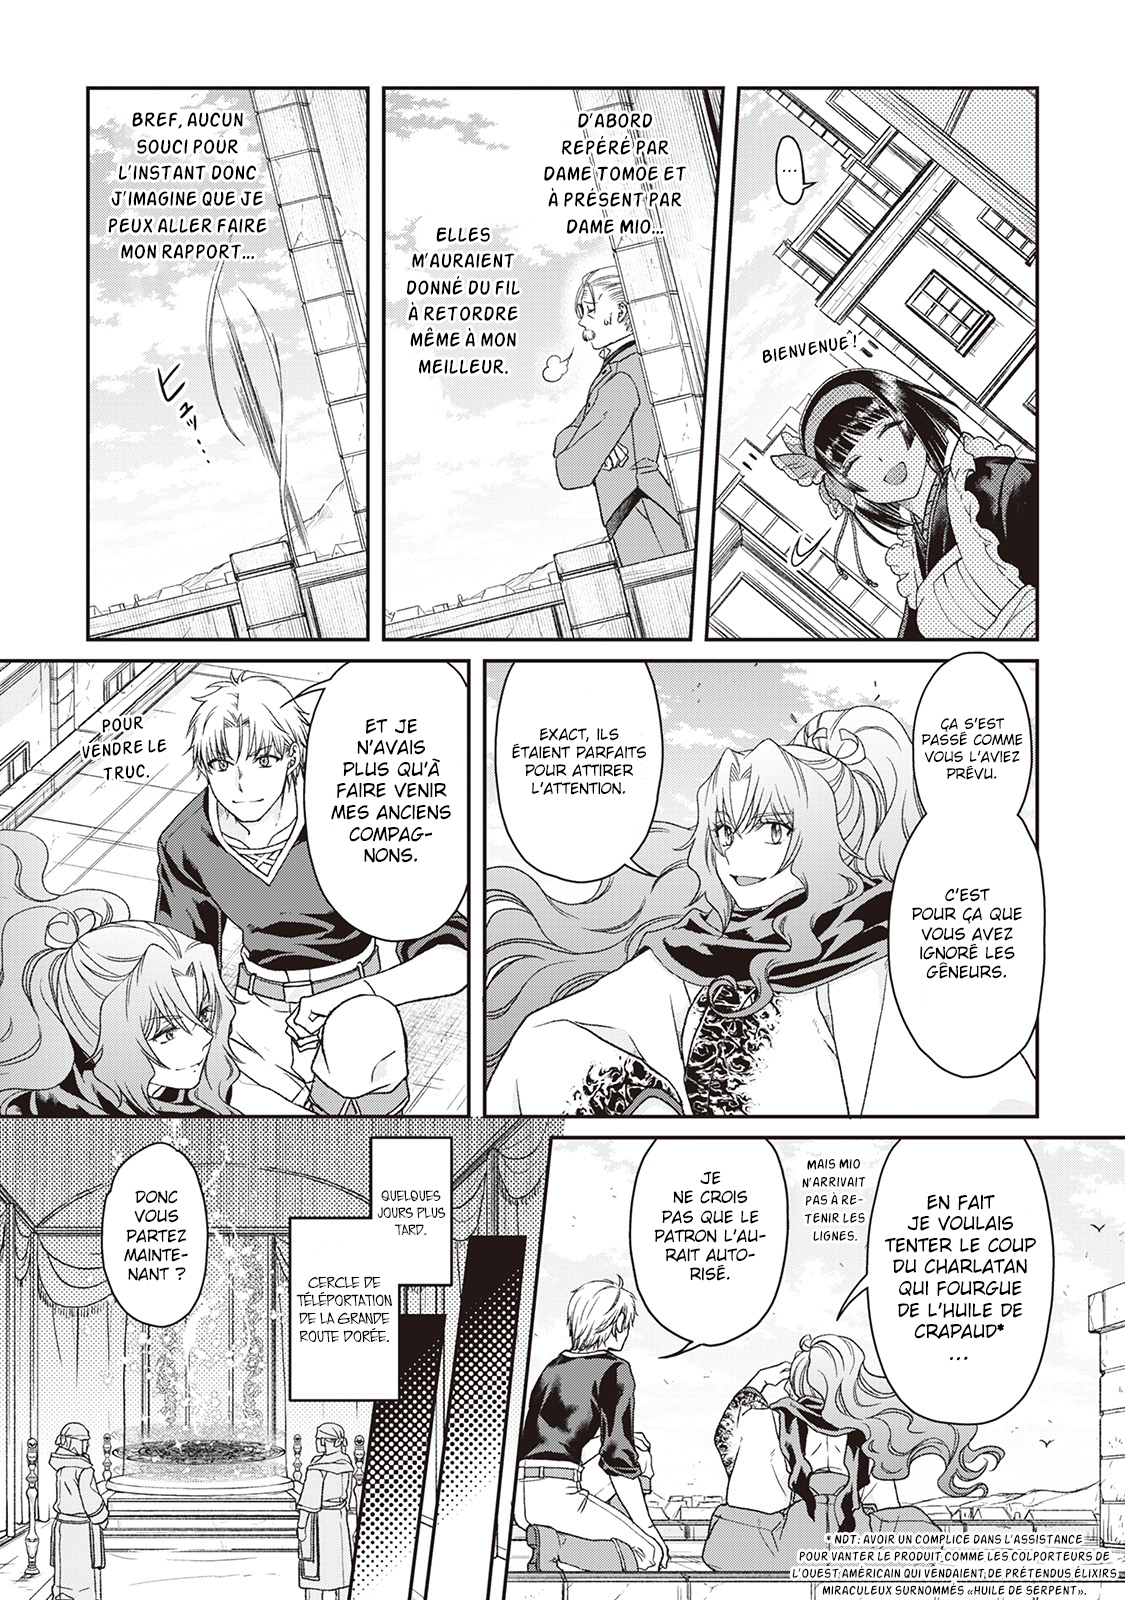 ...
BIENVENUE !
D'ABORD
REPÉRÉ PAR
DAME TOMOE ET
À PRÉSENT PAR
DAME MIO...
ELLES
M'AURAIENT
DONNÉ DU FIL
À RETORDRE
MÊME À MON
MEILLEUR.
BREF, AUCUN
SOUCI POUR
L'INSTANT DONC
J'IMAGINE QUE JE
PEUX ALLER FAIRE
MON RAPPORT...
ヒュッ...
ÇA S'EST
PASSÉ COMME
VOUS L'AVIEZ
PRÉVU.
C'EST
POUR ÇA QUE
VOUS AVEZ
IGNORÉ LES
GÊNEURS.
EXACT, ILS
ÉTAIENT PARFAITS
POUR ATTIRER
L'ATTENTION.
ET JE
N'AVAIS
PLUS QU'À
FAIRE VENIR
MES ANCIENS
COMPAG-
NONS.
POUR
VENDRE LE
TRUC.
EN FAIT
JE VOULAIS
TENTER LE COUP
DU CHARLATAN
QUI FOURGUE
DE L'HUILE DE
CRAPAUD*
...
MAIS MIO
N'ARRIVAIT
PAS À RE-
TENIR LES
LIGNES.
JE
NE CROIS
PAS QUE LE
PATRON L'AU-
RAIT AUTO-
RISÉ.
* NDT: AVOIR UN COMPLICE DANS L'ASSISTANCE
POUR VANTER LE PRODUIT COMME LES COLPORTEURS DE
L'OUEST AMÉRICAIN QUI VENDAIENT DE PRÉTENDUS ÉLIXIRS
MIRACULEUX SURNOMMÉS «HUILE DE SERPENT».
QUELQUES
JOURS PLUS
TARD.
CERCLE DE
TÉLÉPORTATION
DE LA GRANDE
ROUTE DORÉE.
DONC
VOUS
PARTEZ
MAINTE-
NANT ?